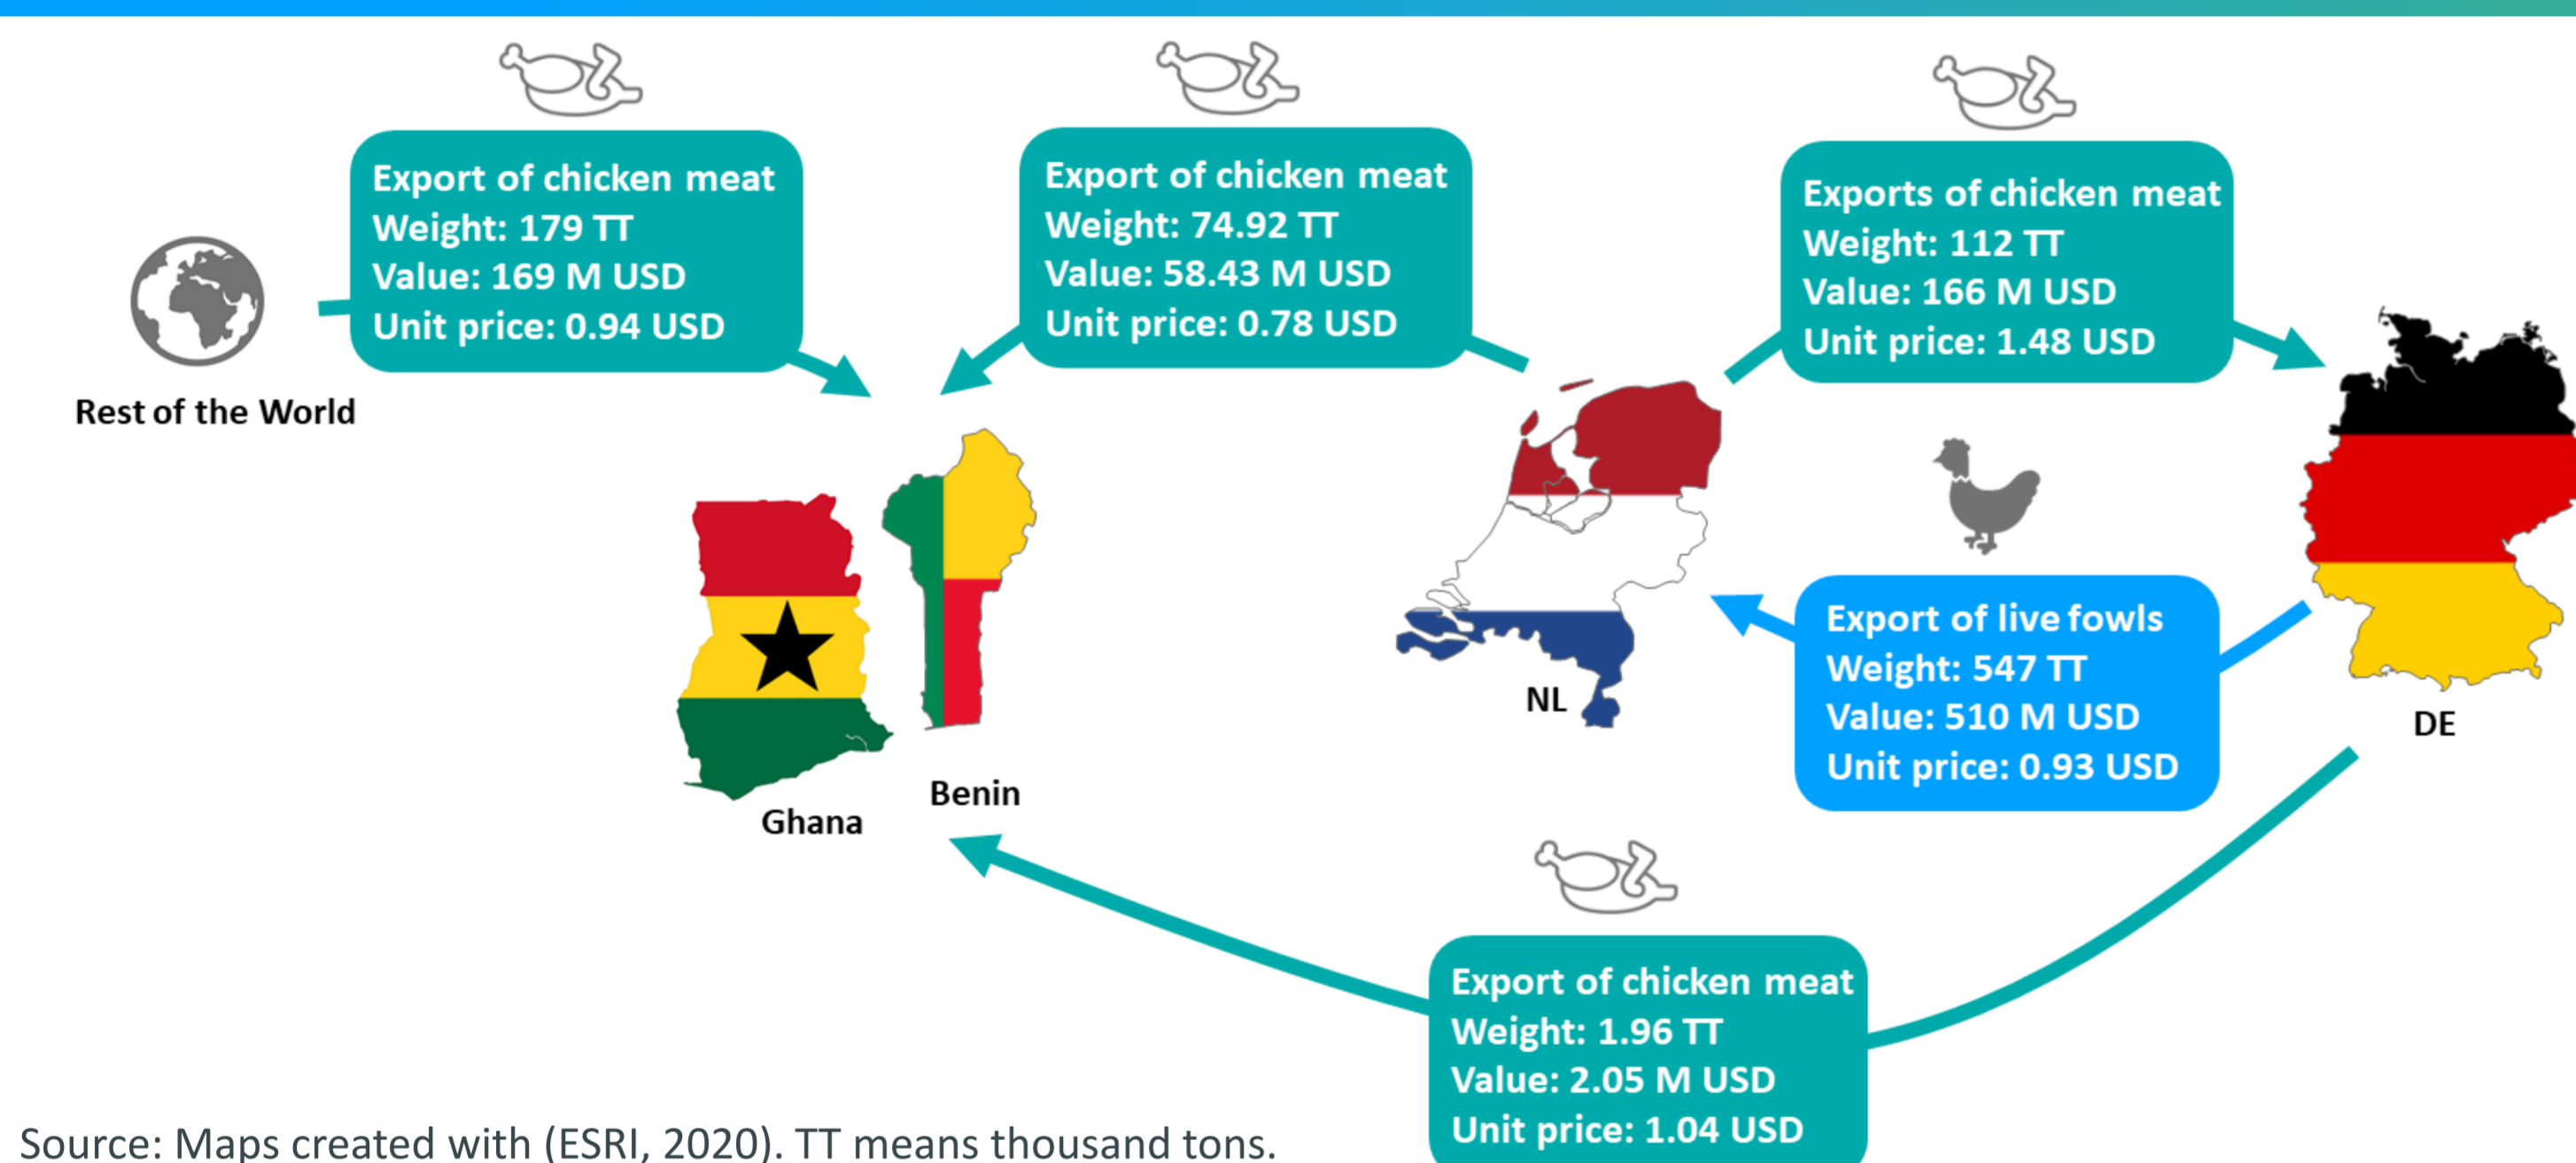 Export of chicken meat
Weight: 179 TT
Value: 169 M USD
Unit price: 0.94 USD
Export of chicken meat
Weight: 74.92 TT
Value: 58.43 M USD
Unit price: 0.78 USD
Exports of chicken meat
Weight: 112 TT
Value: 166 M USD
Unit price: 1.48 USD
Rest of the World
Export of live fowls
Weight: 547 TT
Value: 510 M USD
Unit price: 0.93 USD
NL
DE
Benin
Ghana
Export of chicken meat
Weight: 1.96 TT
Value: 2.05 M USD
Unit price: 1.04 USD
Source: Maps created with (ESRI, 2020). TT means thousand tons.